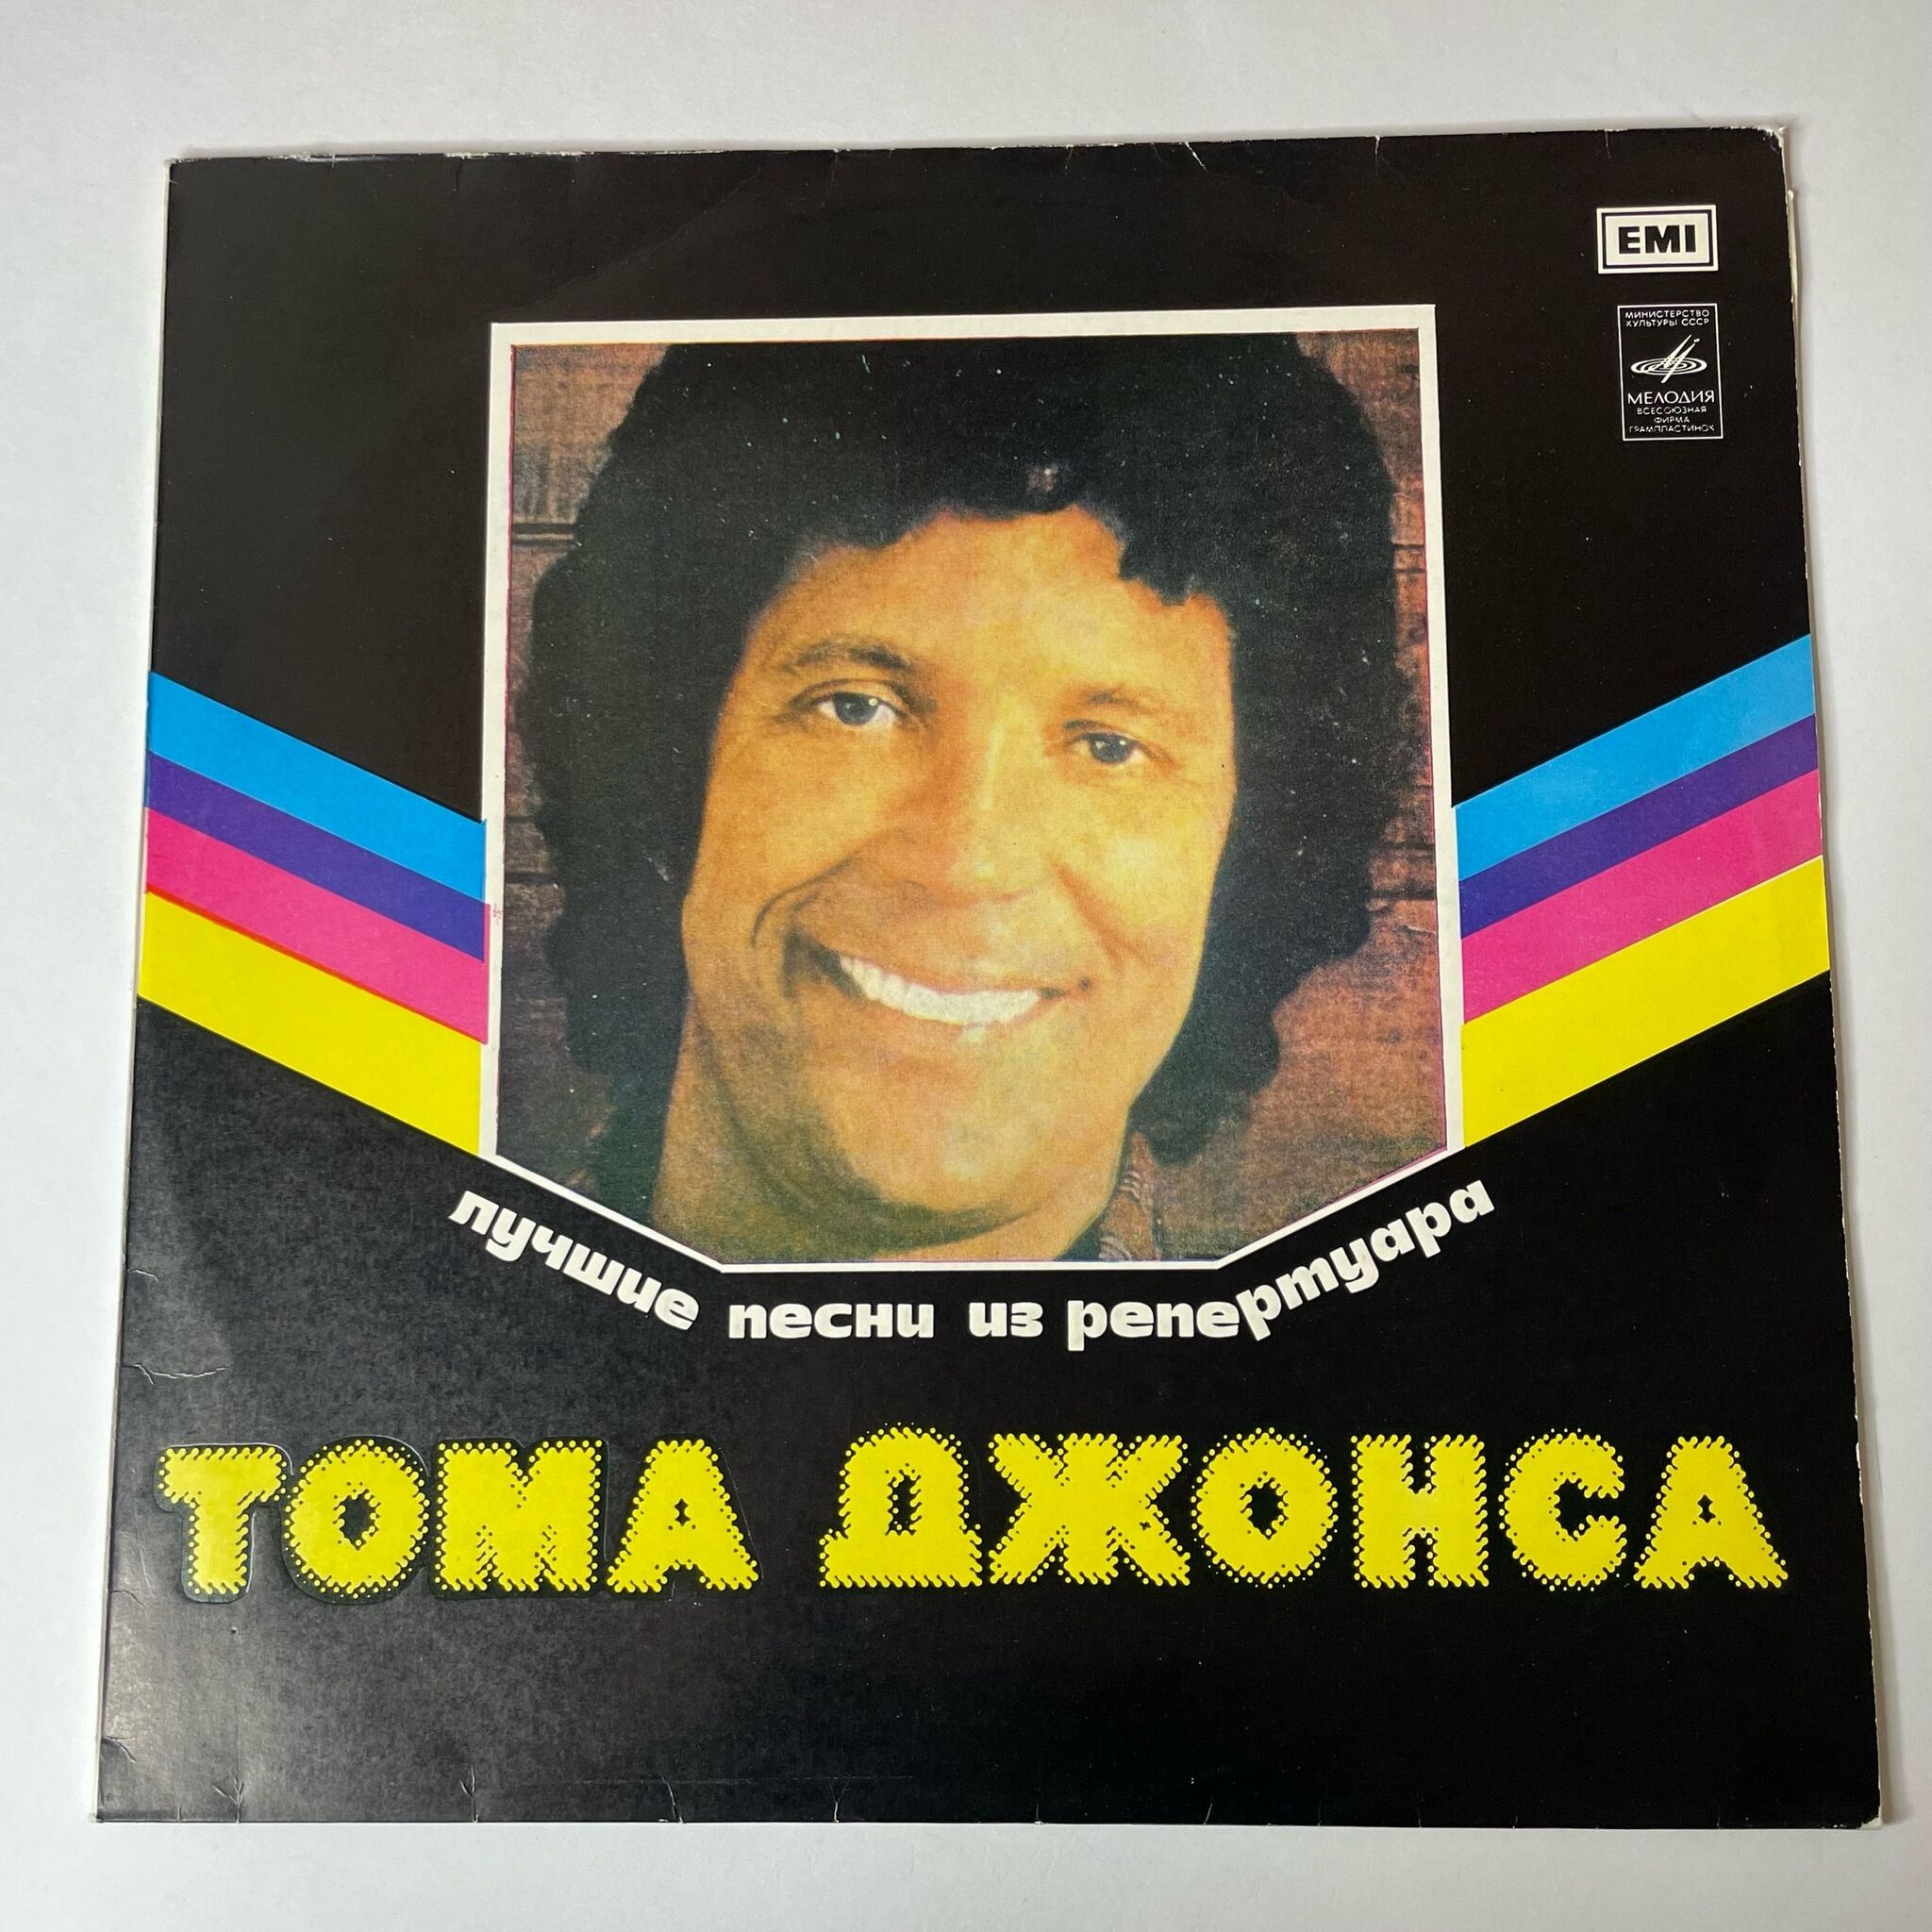 EMI
МИНИСТЕРСТВО
КУЛЬТУРЫ СССР
МЕЛОДИЯ
ВСЕСОЮЗНАЯ
ФИРМА
ГРАМПЛАСТИНОК
лучшие песни из репертуара
ТОМА ДЖОНСА